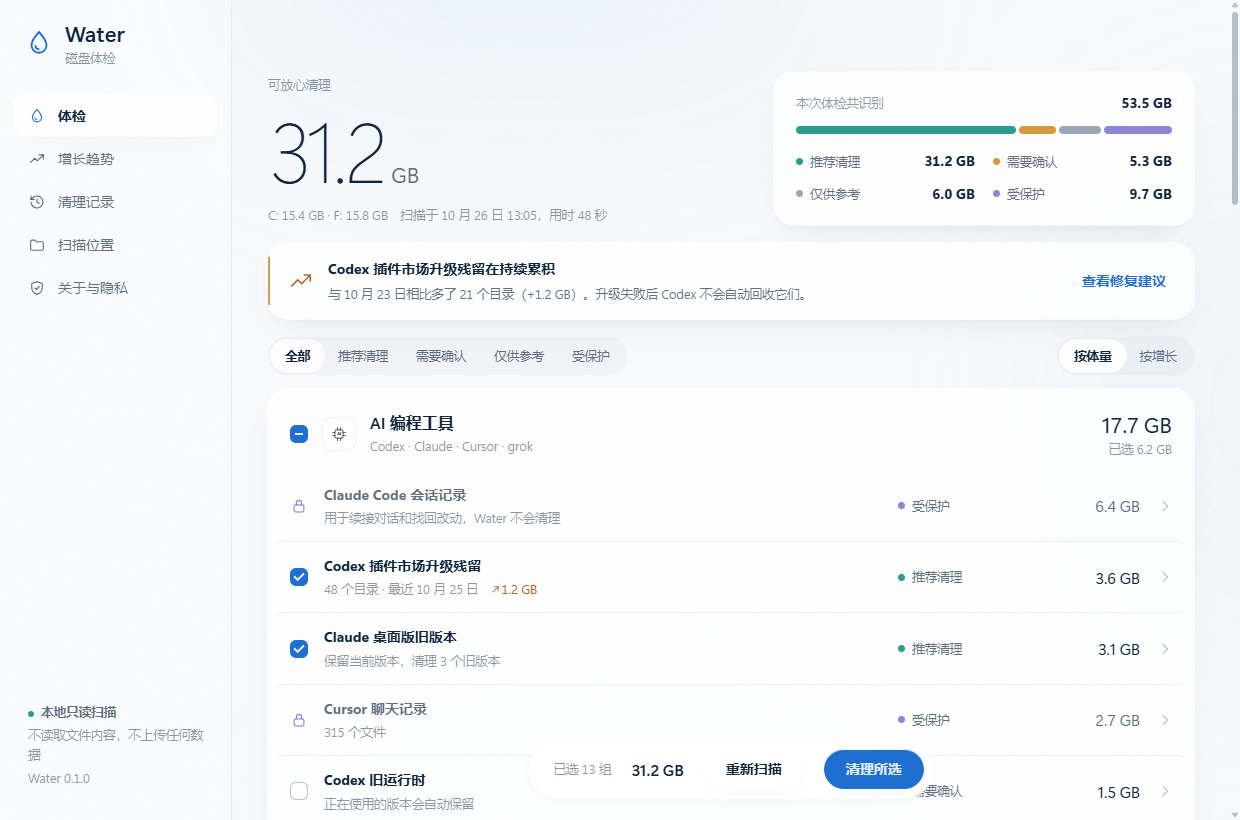 Water
磁盘体检
体检
增长趋势
清理记录
扫描位置
关于与隐私
本地只读扫描
不读取文件内容，不上传任何数
据
Water 0.1.0
可放心清理
31.2 GB
C: 15.4 GB · F: 15.8 GB 扫描于 10 月 26 日 13:05，用时 48 秒
本次体检共识别 53.5 GB
推荐清理 31.2 GB 需要确认 5.3 GB
仅供参考 6.0 GB 受保护 9.7 GB
Codex 插件市场升级残留在持续累积
与 10 月 23 日相比多了 21 个目录（+1.2 GB）。升级失败后 Codex 不会自动回收它们。
查看修复建议
全部 推荐清理 需要确认 仅供参考 受保护 按体量 按增长
AI 编程工具
Codex · Claude · Cursor · grok
17.7 GB
已选 6.2 GB
Claude Code 会话记录
用于续接对话和找回改动，Water 不会清理
受保护 6.4 GB
Codex 插件市场升级残留
48 个目录 · 最近 10 月 25 日 ↗1.2 GB
推荐清理 3.6 GB
Claude 桌面版旧版本
保留当前版本，清理 3 个旧版本
推荐清理 3.1 GB
Cursor 聊天记录
315 个文件
受保护 2.7 GB
Codex 旧运行时
正在使用的版本会自动保留
要确认 1.5 GB
已选 13 组 31.2 GB 重新扫描 清理所选